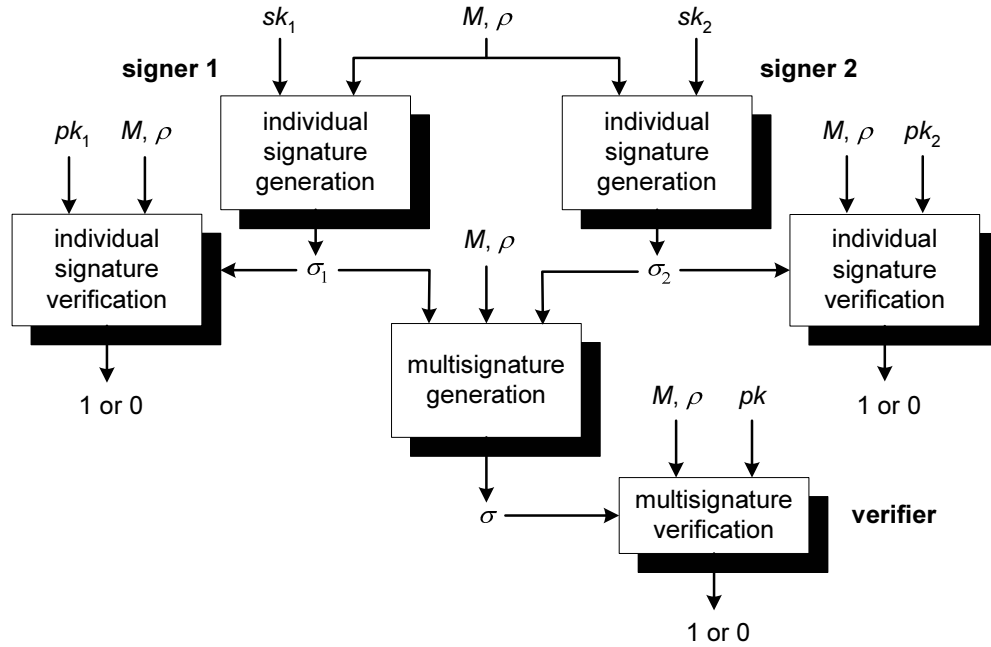 sk₁
M, ρ
sk₂
signer 1
signer 2
individual
signature
generation
individual
signature
generation
pk₁
M, ρ
M, ρ
pk₂
individual
signature
verification
σ₁
M, ρ
σ₂
individual
signature
verification
multisignature
generation
1 or 0
1 or 0
M, ρ
pk
σ
multisignature
verification
verifier
1 or 0